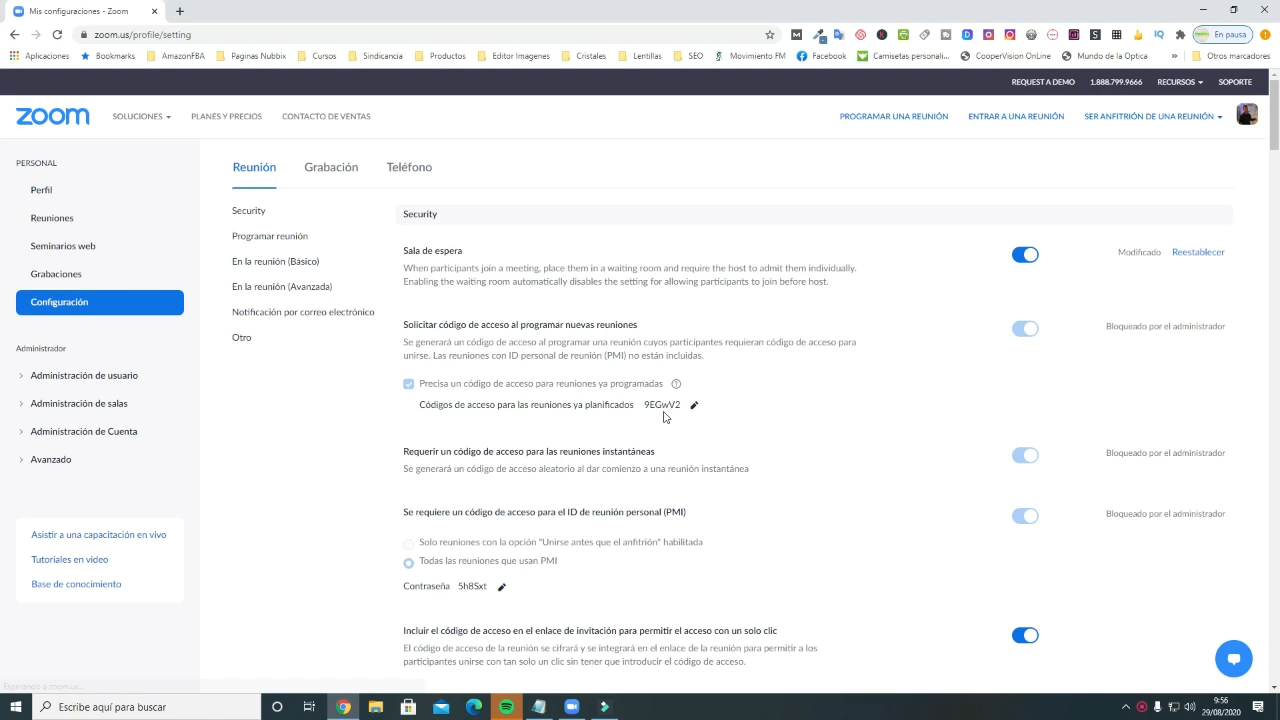 Mis configuraciones - Zoom
zoom.us/profile/setting
En pausa
Aplicaciones
Bookmarks
AmazonFBA
Paginas Nubbix
Cursos
Sindicancia
Productos
Editor Imagenes
Cristales
Lentillas
SEO
Movimiento FM
Facebook
Camisetas personali...
CooperVision OnLine
Mundo de la Optica
»
Otros marcadores
REQUEST A DEMO
1.888.799.9666
RECURSOS
SOPORTE
zoom
SOLUCIONES
PLANES Y PRECIOS
CONTACTO DE VENTAS
PROGRAMAR UNA REUNIÓN
ENTRAR A UNA REUNIÓN
SER ANFITRIÓN DE UNA REUNIÓN
PERSONAL
Perfil
Reuniones
Seminarios web
Grabaciones
Configuración
Administrador
Administración de usuario
Administración de salas
Administración de Cuenta
Avanzado
Asistir a una capacitación en vivo
Tutoriales en video
Base de conocimiento
Reunión
Grabación
Teléfono
Security
Programar reunión
En la reunión (Básico)
En la reunión (Avanzada)
Notificación por correo electrónico
Otro
Security
Sala de espera
When participants join a meeting, place them in a waiting room and require the host to admit them individually.
Enabling the waiting room automatically disables the setting for allowing participants to join before host.
Modificado
Reestablecer
Solicitar código de acceso al programar nuevas reuniones
Se generará un código de acceso al programar una reunión cuyos participantes requieran código de acceso para
unirse. Las reuniones con ID personal de reunión (PMI) no están incluidas.
Bloqueado por el administrador
Precisa un código de acceso para reuniones ya programadas
Códigos de acceso para las reuniones ya planificados 9EGwV2
Requerir un código de acceso para las reuniones instantáneas
Se generará un código de acceso aleatorio al dar comienzo a una reunión instantánea
Bloqueado por el administrador
Se requiere un código de acceso para el ID de reunión personal (PMI)
Bloqueado por el administrador
Solo reuniones con la opción "Unirse antes que el anfitrión" habilitada
Todas las reuniones que usan PMI
Contraseña 5h8Sxt
Incluir el código de acceso en el enlace de invitación para permitir el acceso con un solo clic
El código de acceso de la reunión se cifrará y se integrará en el enlace de la reunión para permitir a los
participantes unirse con tan solo un clic sin tener que introducir el código de acceso.
Esperando a zoom.us...
Escribe aquí para buscar
9:56
29/08/2020